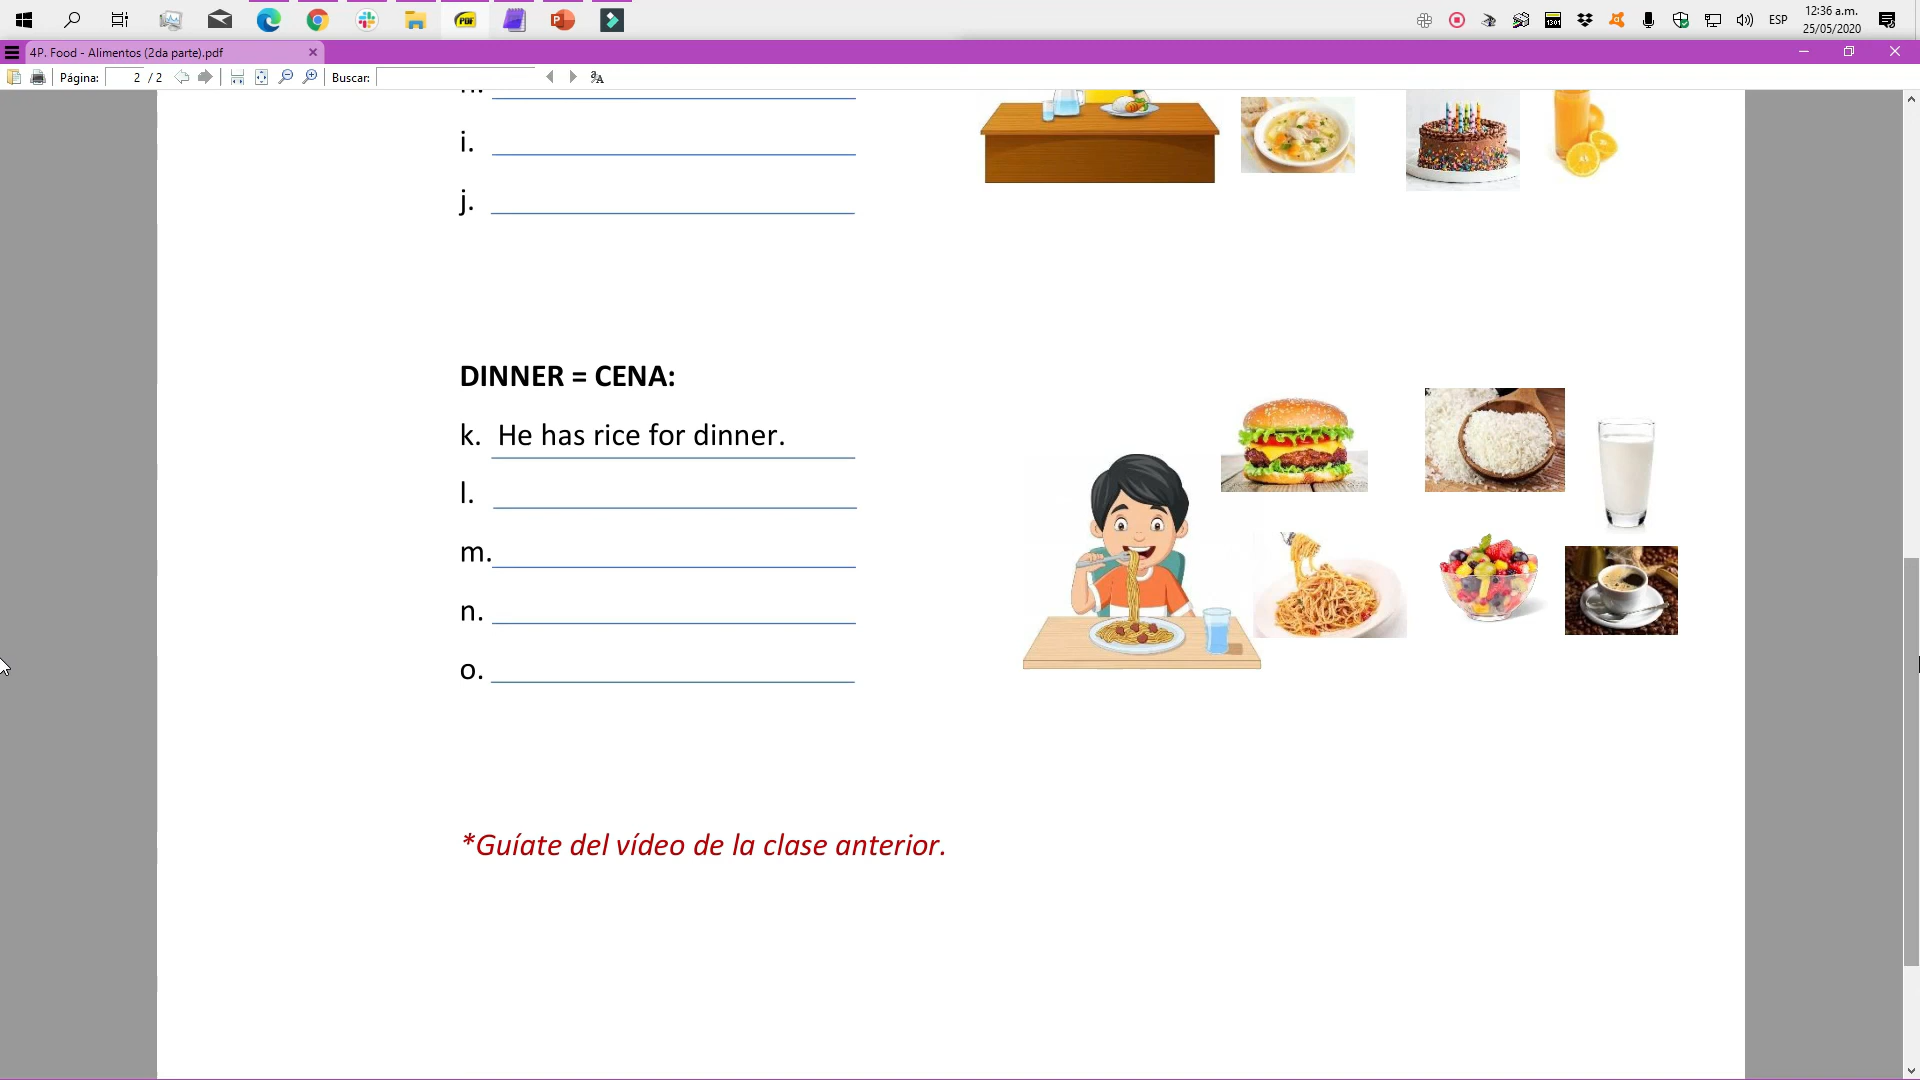 ESP
12:36 a.m.
25/05/2020
4P. Food - Alimentos (2da parte).pdf
Página: 2 / 2 Buscar:
i.
j.
DINNER = CENA:
k. He has rice for dinner.
l.
m.
n.
o.
*Guíate del vídeo de la clase anterior.